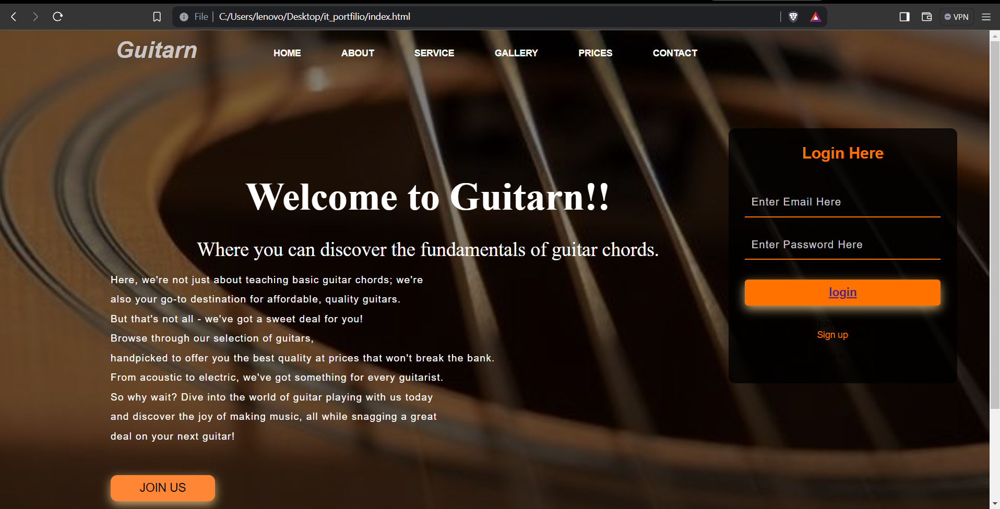 File
C:/Users/lenovo/Desktop/it_portfilio/index.html
VPN
Guitarn
HOME
ABOUT
SERVICE
GALLERY
PRICES
CONTACT
Welcome to Guitarn!!
Where you can discover the fundamentals of guitar chords.
Here, we're not just about teaching basic guitar chords; we're
also your go-to destination for affordable, quality guitars.
But that's not all - we've got a sweet deal for you!
Browse through our selection of guitars,
handpicked to offer you the best quality at prices that won't break the bank.
From acoustic to electric, we've got something for every guitarist.
So why wait? Dive into the world of guitar playing with us today
and discover the joy of making music, all while snagging a great
deal on your next guitar!
JOIN US
Login Here
Enter Email Here
Enter Password Here
login
Sign up